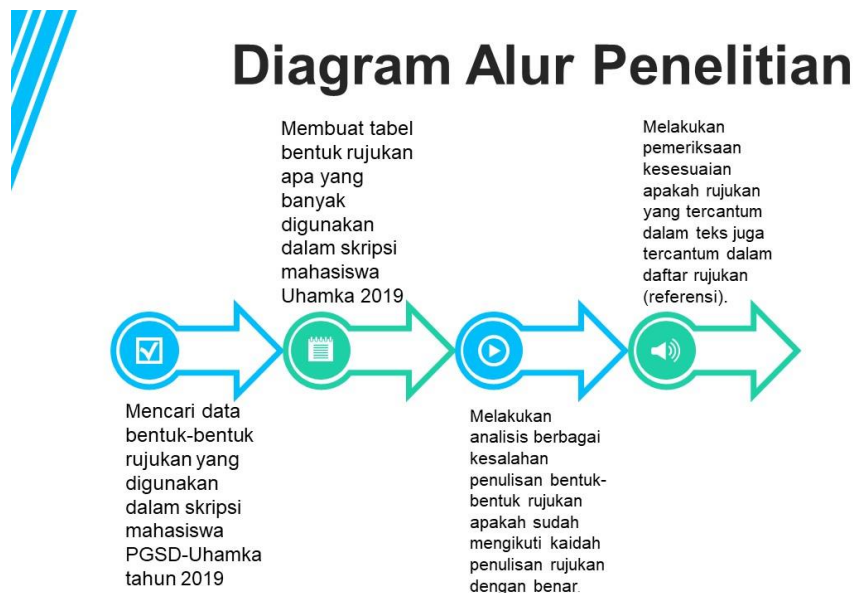 Diagram Alur Penelitian
Mencari data
bentuk-bentuk
rujukan yang
digunakan
dalam skripsi
mahasiswa
PGSD-Uhamka
tahun 2019
Membuat tabel
bentuk rujukan
apa yang
banyak
digunakan
dalam skripsi
mahasiswa
Uhamka 2019
Melakukan
analisis berbagai
kesalahan
penulisan bentuk-
bentuk rujukan
apakah sudah
mengikuti kaidah
penulisan rujukan
dengan benar.
Melakukan
pemeriksaan
kesesuaian
apakah rujukan
yang tercantum
dalam teks juga
tercantum dalam
daftar rujukan
(referensi).